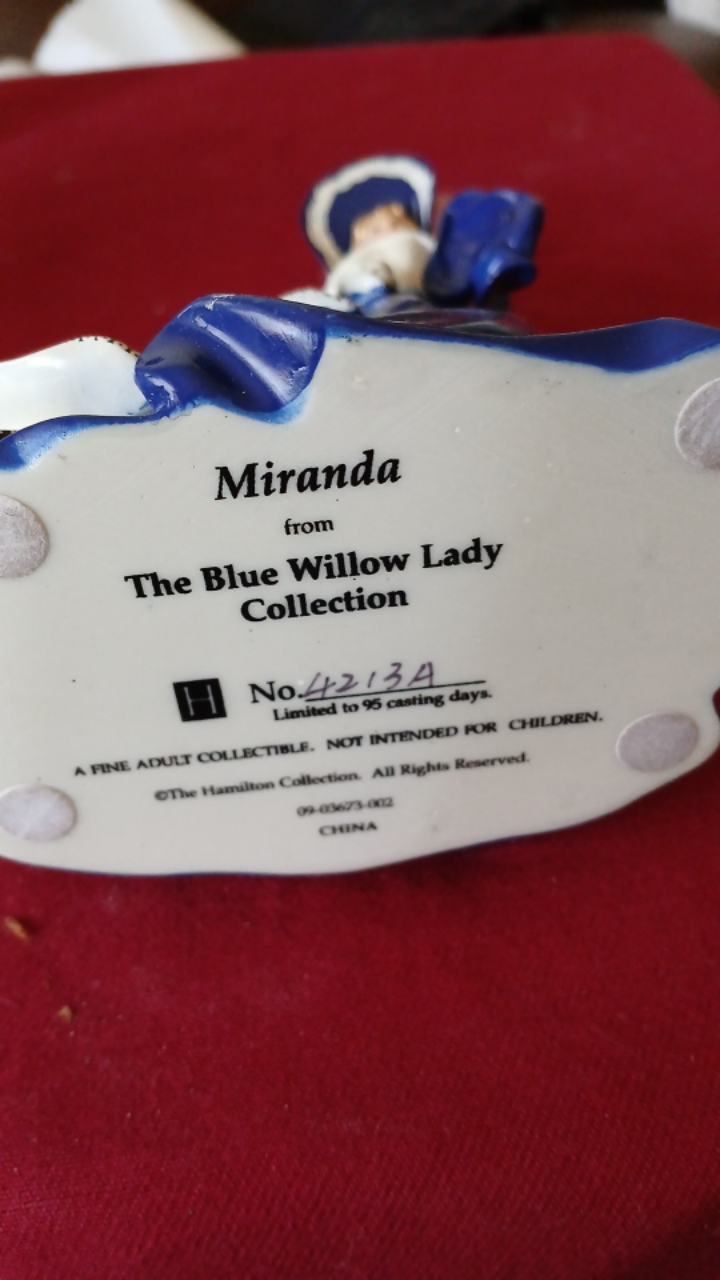 Miranda
from
The Blue Willow Lady
Collection
H No. 4213A
Limited to 95 casting days.
A FINE ADULT COLLECTIBLE. NOT INTENDED FOR CHILDREN.
©The Hamilton Collection. All Rights Reserved.
09-03673-002
CHINA